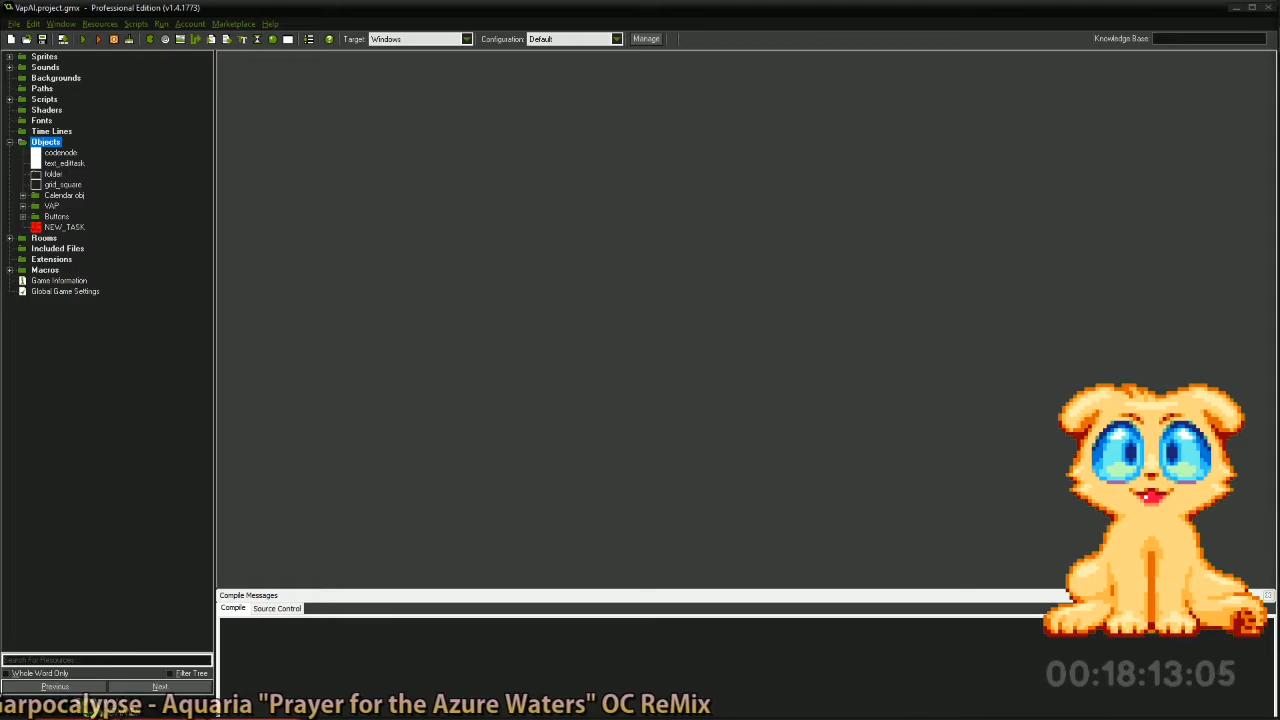 VapAI.project.gmx - Professional Edition (v1.4.1773)
File Edit Window Resources Scripts Run Account Marketplace Help
Target: Windows Configuration: Default Manage Knowledge Base:
Sprites
Sounds
Backgrounds
Paths
Scripts
Shaders
Fonts
Time Lines
Objects
codenode
text_edittask
folder
grid_square
Calendar obj
VAP
Buttons
NEW_TASK
Rooms
Included Files
Extensions
Macros
Game Information
Global Game Settings
Compile Messages
Compile Source Control
Search For Resources...
Whole Word Only Filter Tree
Previous Next
00:18:13:05
arpocalypse - Aquaria "Prayer for the Azure Waters" OC ReMix